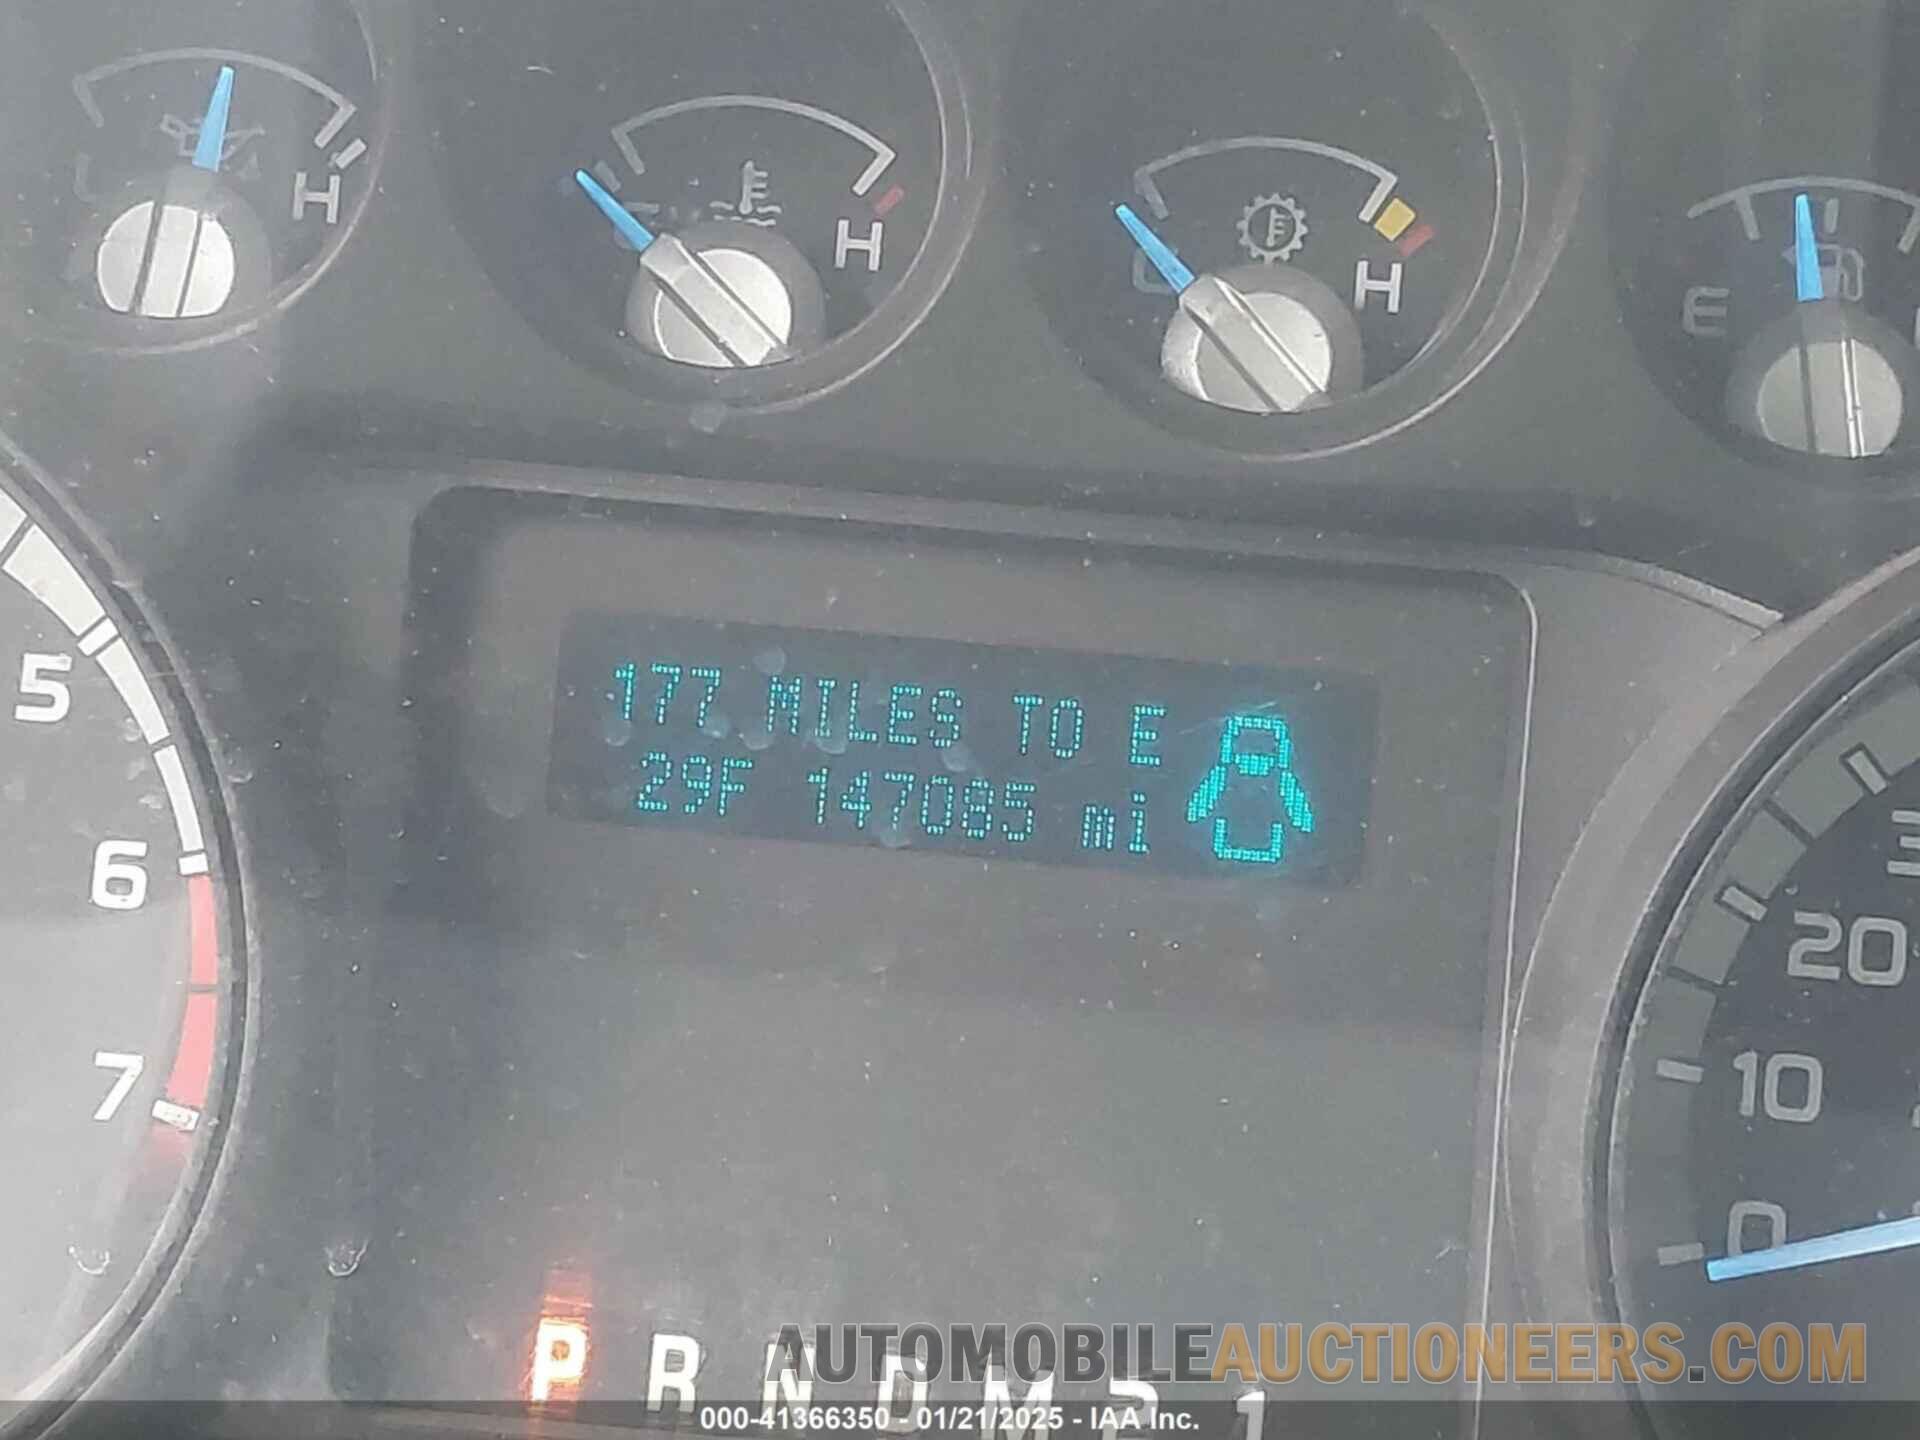 H
H
H
E
177 MILES TO E
29F 147085 mi
5
6
7
20
10
0
P R N D M 2 1
AUTOMOBILEAUCTIONEERS.COM
000-41366350 - 01/21/2025 - IAA Inc.